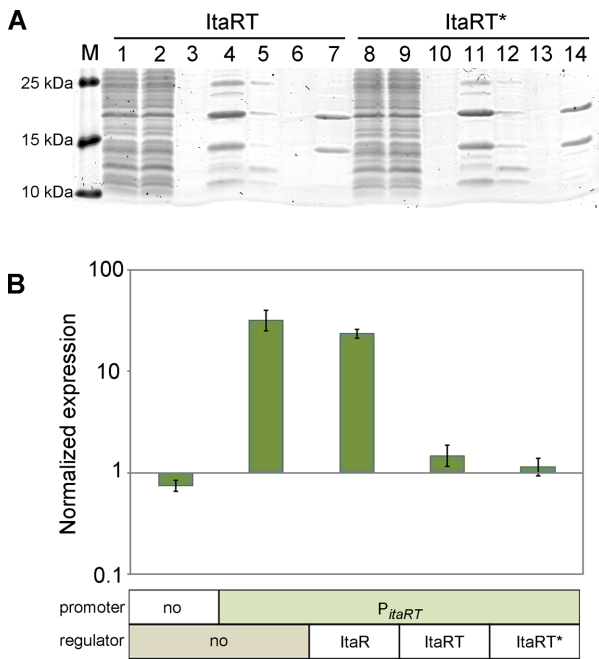 A
ItaRT ItaRT*
M 1 2 3 4 5 6 7 8 9 10 11 12 13 14
25 kDa
15 kDa
10 kDa
B
100
10
1
0.1
Normalized expression
promoter no PitaRT
regulator no ItaR ItaRT ItaRT*